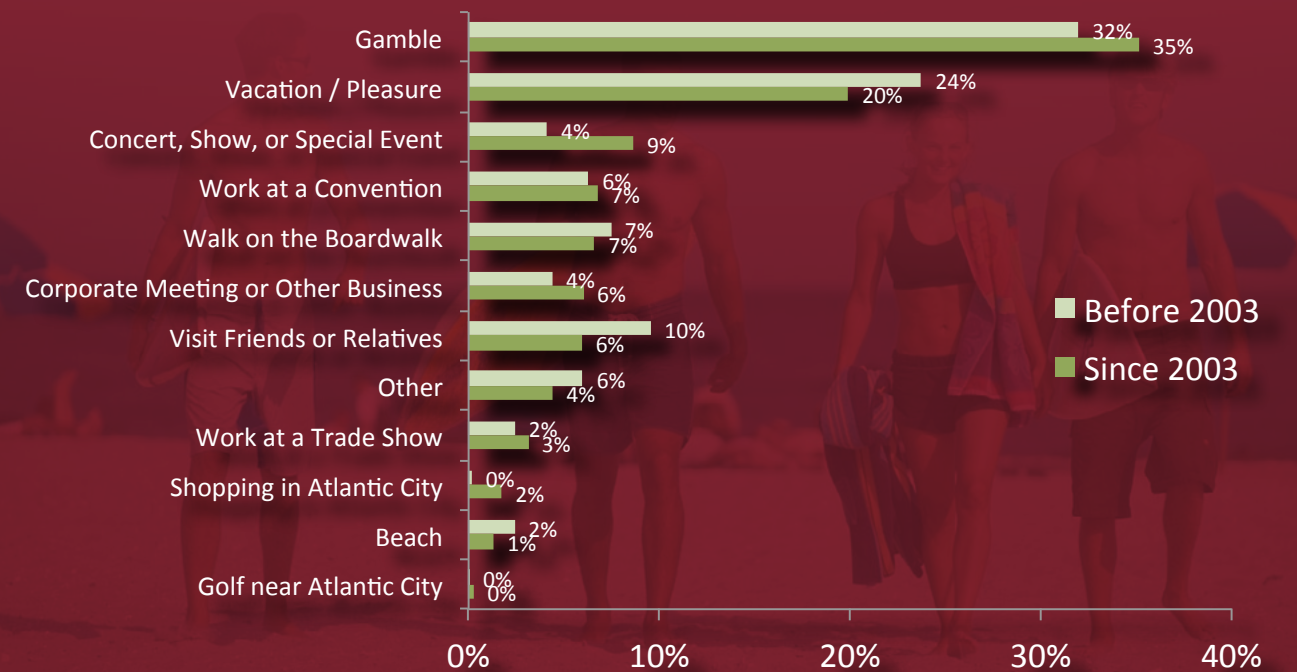 Gamble
32%
35%
Vacation / Pleasure
24%
20%
Concert, Show, or Special Event
4%
9%
Work at a Convention
6%
7%
Walk on the Boardwalk
7%
7%
Corporate Meeting or Other Business
4%
6%
Visit Friends or Relatives
10%
6%
Other
6%
4%
Work at a Trade Show
2%
3%
Shopping in Atlantic City
0%
2%
Beach
2%
1%
Golf near Atlantic City
0%
0%
Before 2003
Since 2003
0% 10% 20% 30% 40%